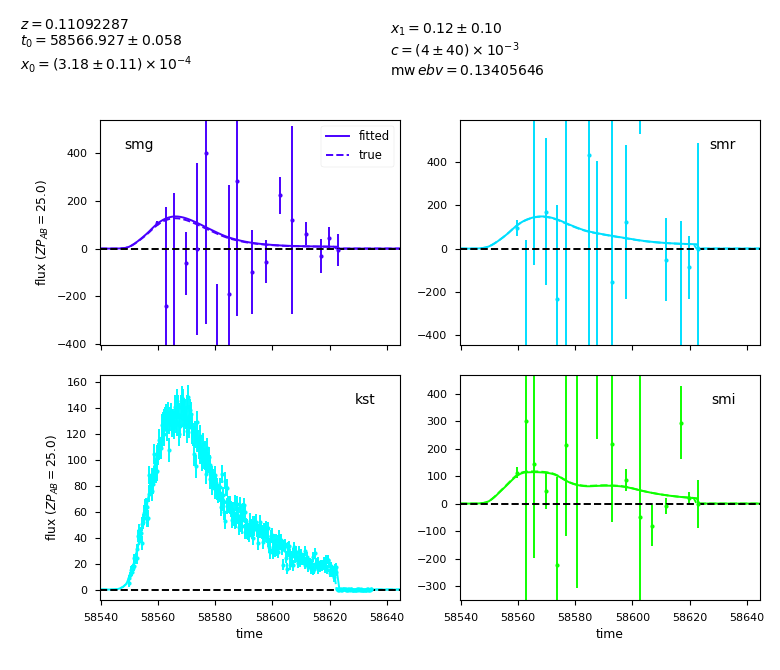 z = 0.11092287
t₀ = 58566.927 ± 0.058
x₀ = (3.18 ± 0.11) × 10⁻⁴
x₁ = 0.12 ± 0.10
c = (4 ± 40) × 10⁻³
mw ebv = 0.13405646
smg
fitted
true
400
200
0
−200
−400
flux (ZP_AB = 25.0)
smr
400
200
0
−200
−400
kst
160
140
120
100
80
60
40
20
0
flux (ZP_AB = 25.0)
58540 58560 58580 58600 58620 58640
time
smi
400
300
200
100
0
−100
−200
−300
58540 58560 58580 58600 58620 58640
time